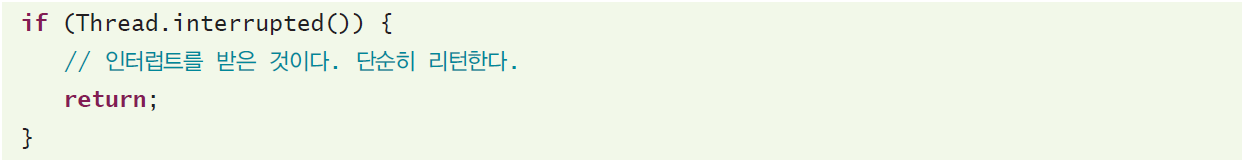 if (Thread.interrupted()) {
    // 인터럽트를 받은 것이다. 단순히 리턴한다.
    return;
}